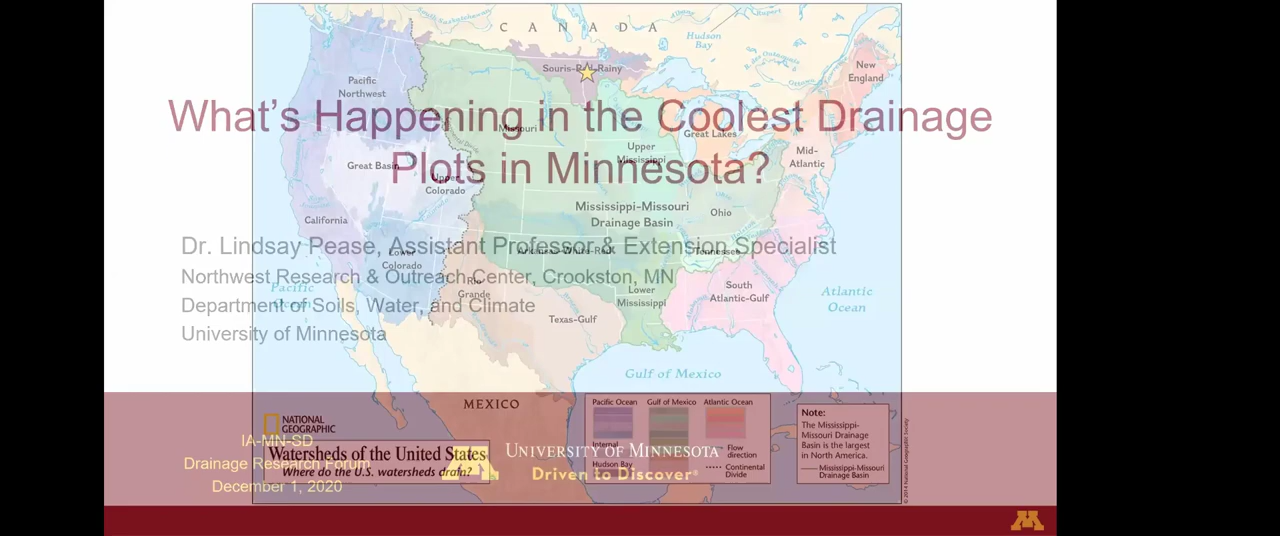 CANADA
Hudson
Bay
Souris-Red-Rainy
New
England
Pacific
Northwest
What's Happening in the Coolest Drainage
Plots in Minnesota?
Missouri
Great Lakes
Upper
Mississippi
Mid-
Atlantic
Great Basin
Upper
Colorado
Mississippi-Missouri
Drainage Basin
Ohio
California
Dr. Lindsay Pease, Assistant Professor & Extension Specialist
Arkansas-White-Red
Tennessee
Lower
Colorado
Northwest Research & Outreach Center, Crookston, MN
Rio
Grande
Pacific
Ocean
Lower
Mississippi
South
Atlantic-Gulf
Atlantic
Ocean
Department of Soils, Water, and Climate
Texas-Gulf
University of Minnesota
Gulf of Mexico
MEXICO
Pacific Ocean
Gulf of Mexico
Atlantic Ocean
Internal
Hudson Bay
Flow
direction
Continental
Divide
Note:
The Mississippi-
Missouri Drainage
Basin is the largest
in North America.
Mississippi-Missouri
Drainage Basin
NATIONAL
GEOGRAPHIC
IA-MN-SD
Watersheds of the United States
Where do the U.S. watersheds drain?
Drainage Research Forum
December 1, 2020
UNIVERSITY OF MINNESOTA
Driven to Discover®
© 2014 National Geographic Society
M